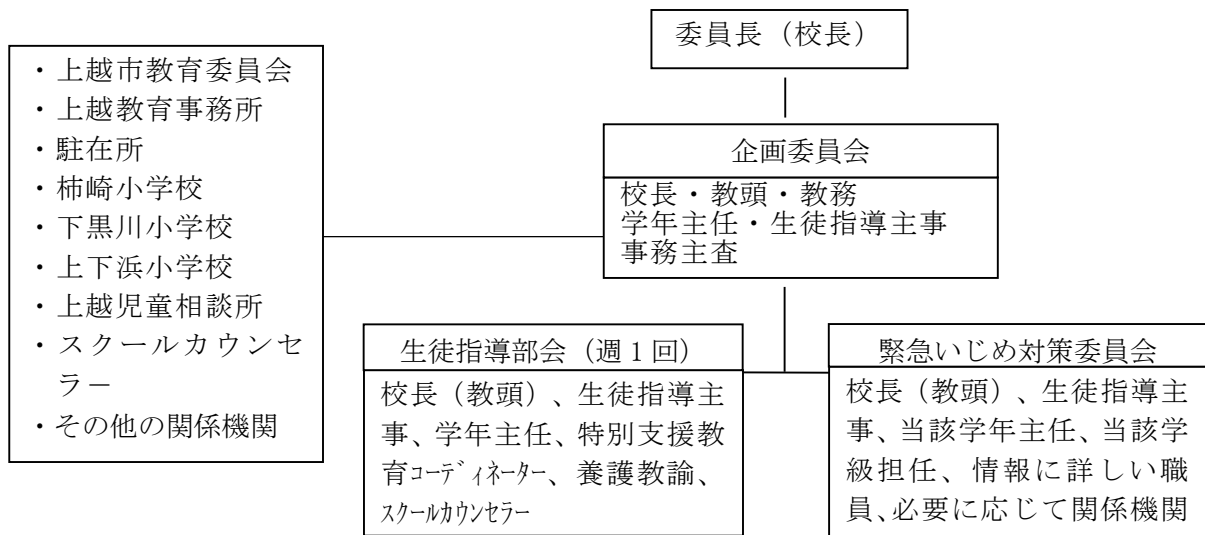 委員長（校長）
・上越市教育委員会
・上越教育事務所
・駐在所
・柿崎小学校
・下黒川小学校
・上下浜小学校
・上越児童相談所
・スクールカウンセ
ラー
・その他の関係機関
企画委員会
校長・教頭・教務
学年主任・生徒指導主事
事務主査
生徒指導部会（週１回）
校長（教頭）、生徒指導主
事、学年主任、特別支援教
育ｺｰﾃﾞｨﾈｰﾀｰ、養護教諭、
ｽｸｰﾙｶｳﾝｾﾗｰ
緊急いじめ対策委員会
校長（教頭）、生徒指導主
事、当該学年主任、当該学
級担任、情報に詳しい職
員、必要に応じて関係機関